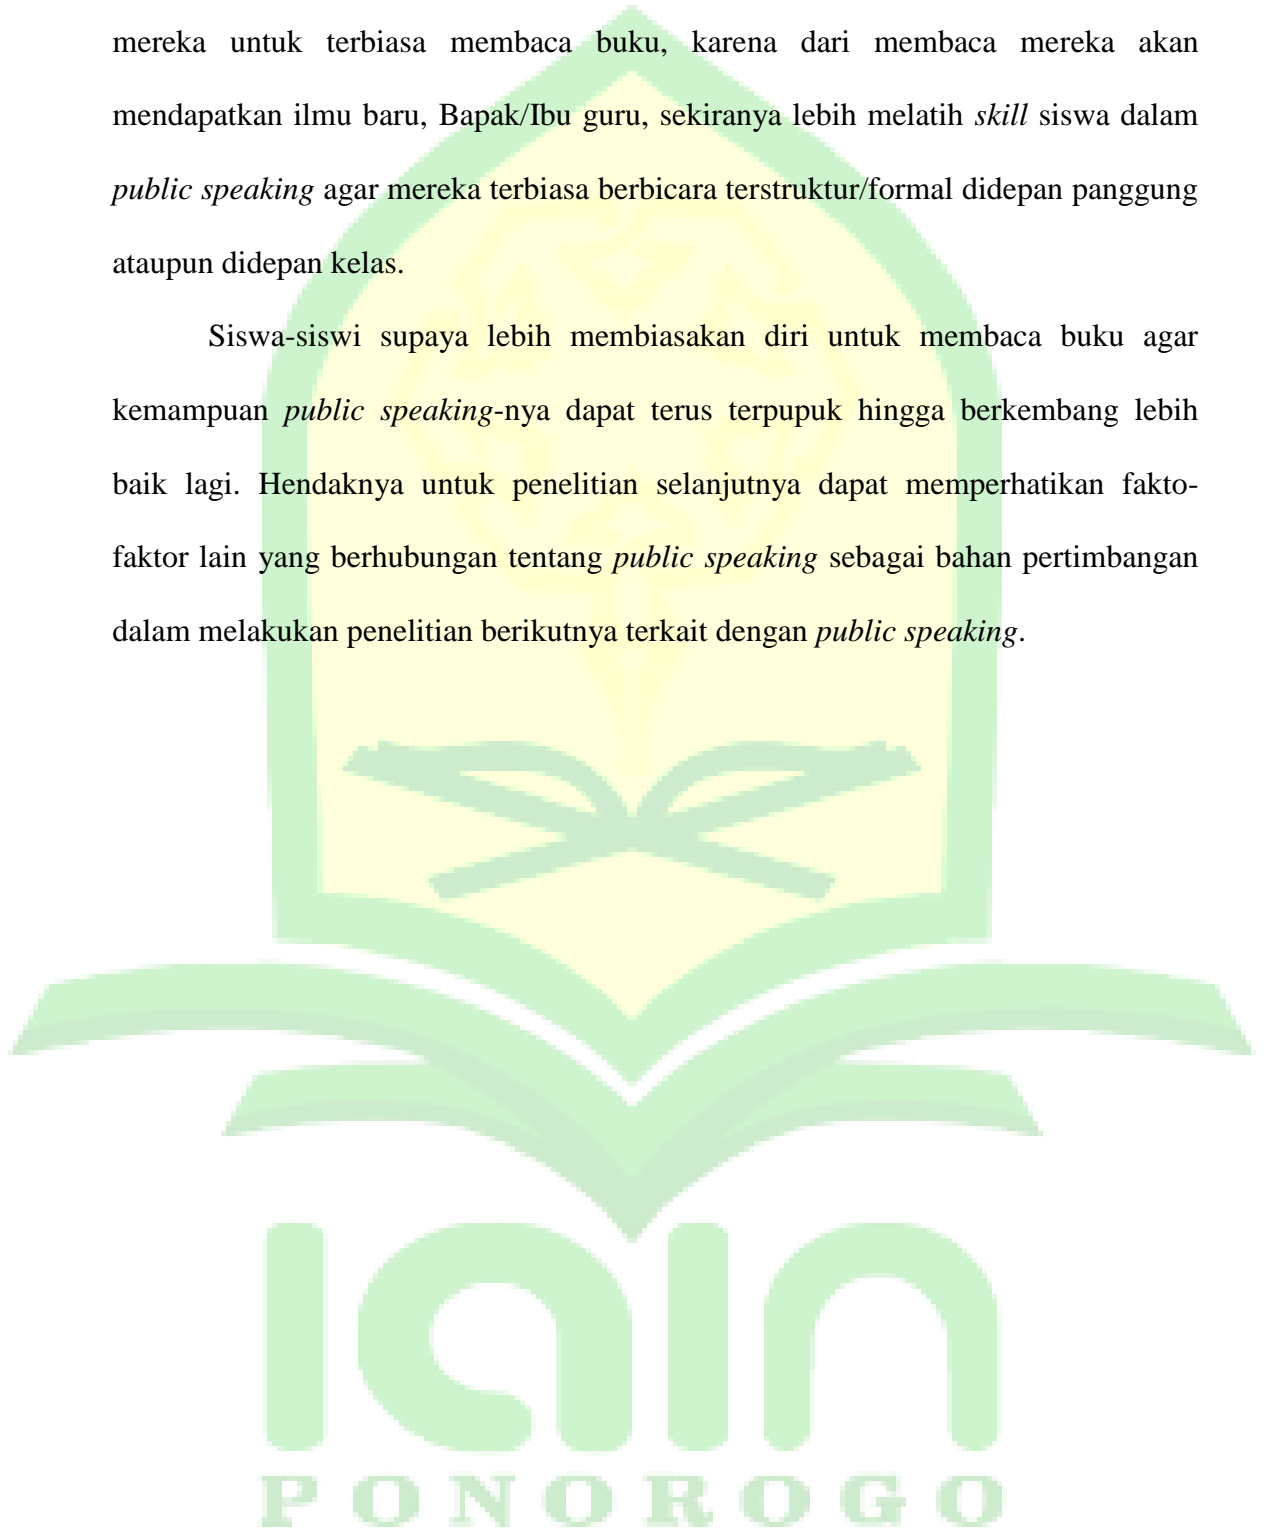 mereka untuk terbiasa membaca buku, karena dari membaca mereka akan
mendapatkan ilmu baru, Bapak/Ibu guru, sekiranya lebih melatih skill siswa dalam
public speaking agar mereka terbiasa berbicara terstruktur/formal didepan panggung
ataupun didepan kelas.
Siswa-siswi supaya lebih membiasakan diri untuk membaca buku agar
kemampuan public speaking-nya dapat terus terpupuk hingga berkembang lebih
baik lagi. Hendaknya untuk penelitian selanjutnya dapat memperhatikan fakto-
faktor lain yang berhubungan tentang public speaking sebagai bahan pertimbangan
dalam melakukan penelitian berikutnya terkait dengan public speaking.
iain
PONOROGO